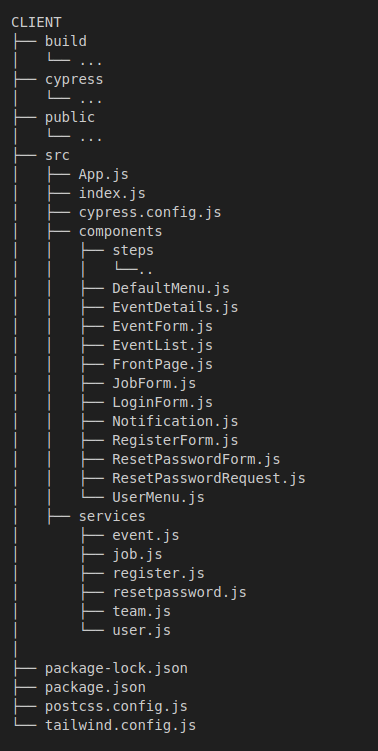 CLIENT
├── build
│   └── ...
├── cypress
│   └── ...
├── public
│   └── ...
├── src
│   ├── App.js
│   ├── index.js
│   ├── cypress.config.js
│   ├── components
│   │   ├── steps
│   │   │   └──..
│   │   ├── DefaultMenu.js
│   │   ├── EventDetails.js
│   │   ├── EventForm.js
│   │   ├── EventList.js
│   │   ├── FrontPage.js
│   │   ├── JobForm.js
│   │   ├── LoginForm.js
│   │   ├── Notification.js
│   │   ├── RegisterForm.js
│   │   ├── ResetPasswordForm.js
│   │   ├── ResetPasswordRequest.js
│   │   └── UserMenu.js
│   ├── services
│       ├── event.js
│       ├── job.js
│       ├── register.js
│       ├── resetpassword.js
│       ├── team.js
│       └── user.js
│
├── package-lock.json
├── package.json
├── postcss.config.js
└── tailwind.config.js